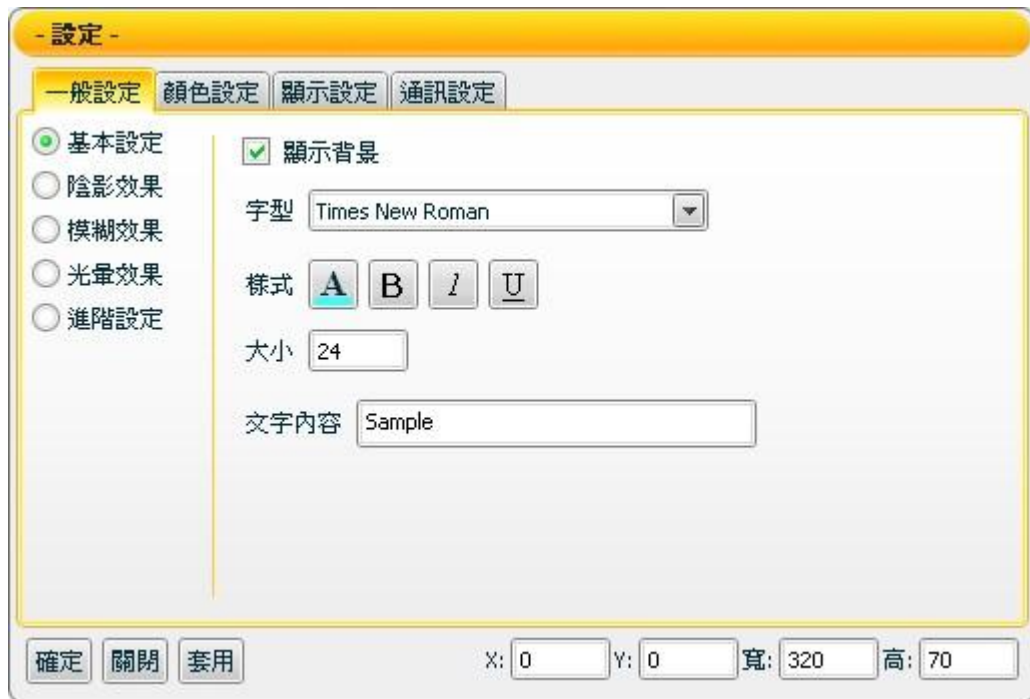 - 設定 -
一般設定 顏色設定 顯示設定 通訊設定
基本設定
陰影效果
模糊效果
光暈效果
進階設定
顯示背景
字型 Times New Roman
樣式 A B I U
大小 24
文字內容 Sample
確定 關閉 套用 X: 0 Y: 0 寬: 320 高: 70